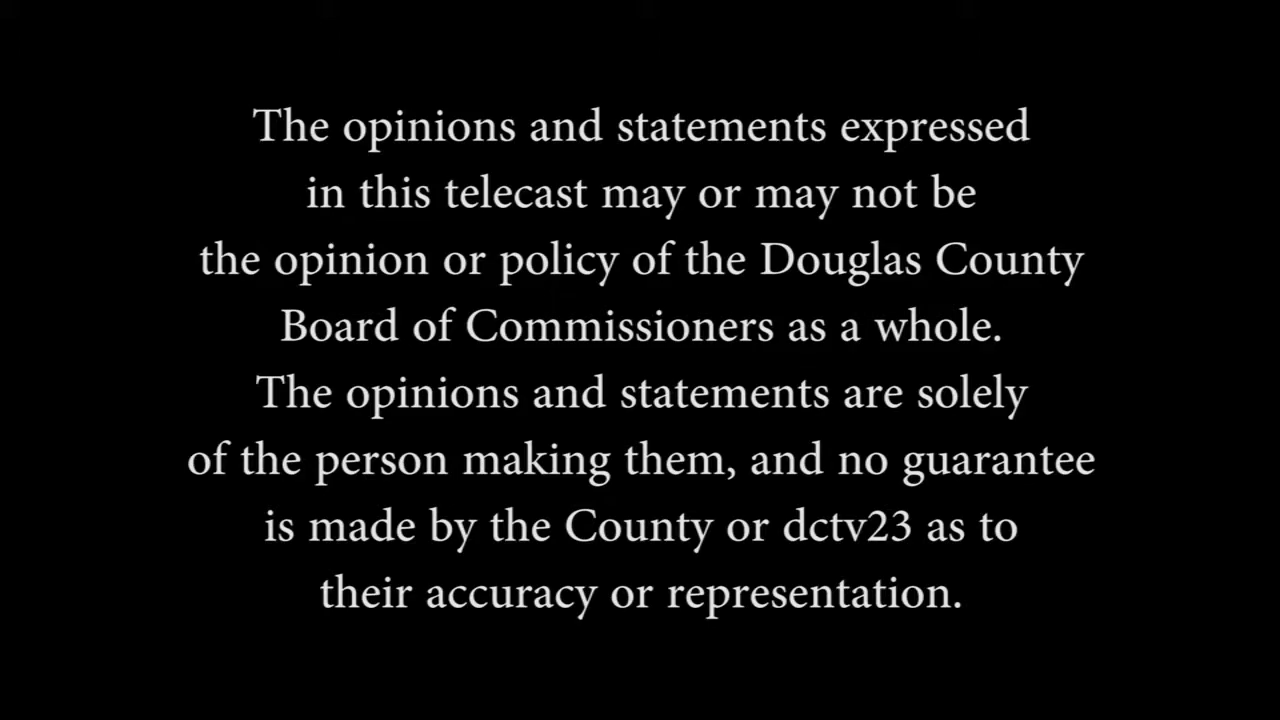 The opinions and statements expressed
in this telecast may or may not be
the opinion or policy of the Douglas County
Board of Commissioners as a whole.
The opinions and statements are solely
of the person making them, and no guarantee
is made by the County or dctv23 as to
their accuracy or representation.